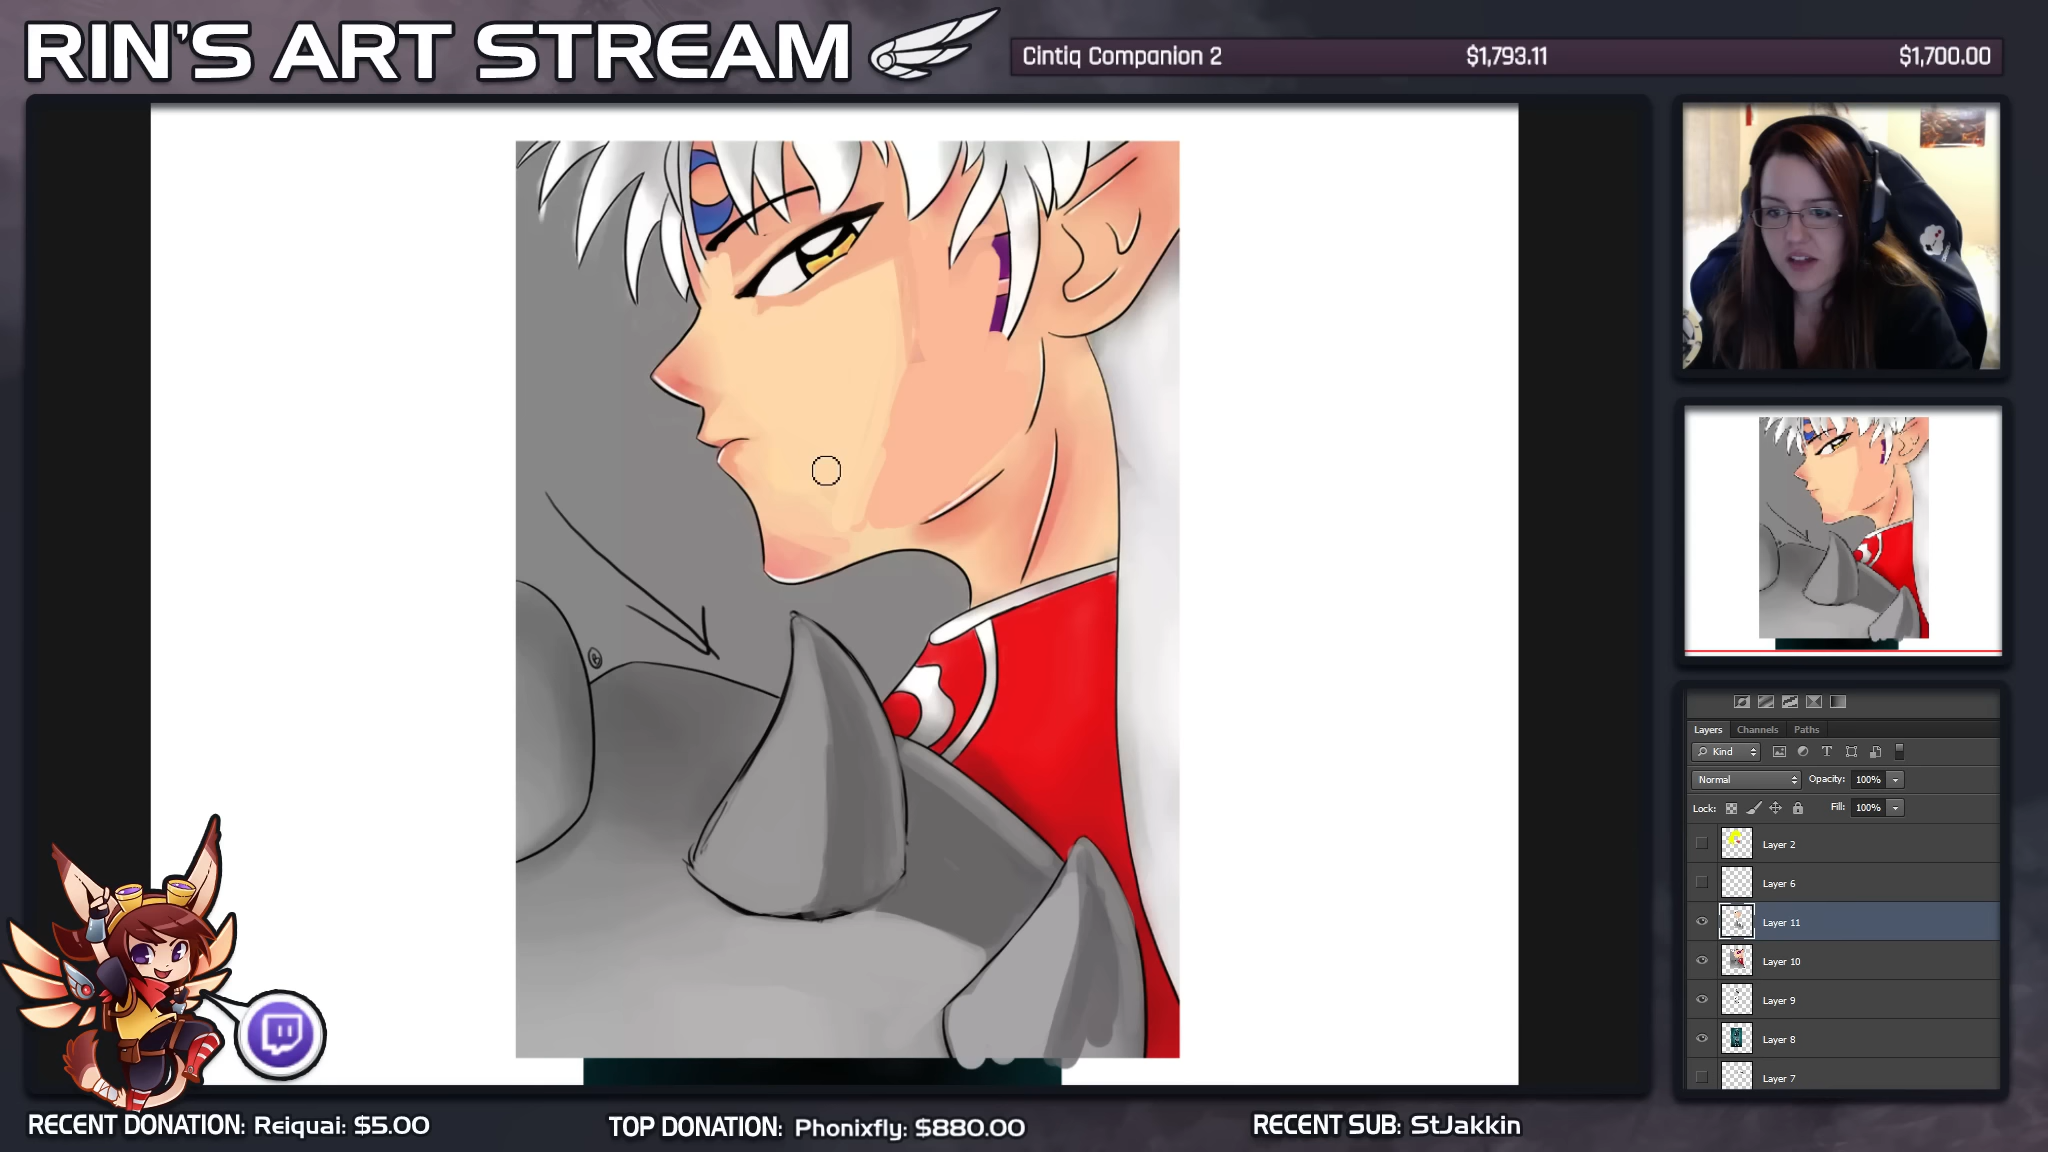 RIN'S ART STREAM
Cintiq Companion 2 $1,793.11 $1,700.00
Layers Channels Paths
Kind
Normal Opacity: 100%
Lock: Fill: 100%
Layer 2
Layer 6
Layer 11
Layer 10
Layer 9
Layer 8
Layer 7
RECENT DONATION: Reiquai: $5.00 TOP DONATION: Phonixfly: $880.00 RECENT SUB: StJakkin